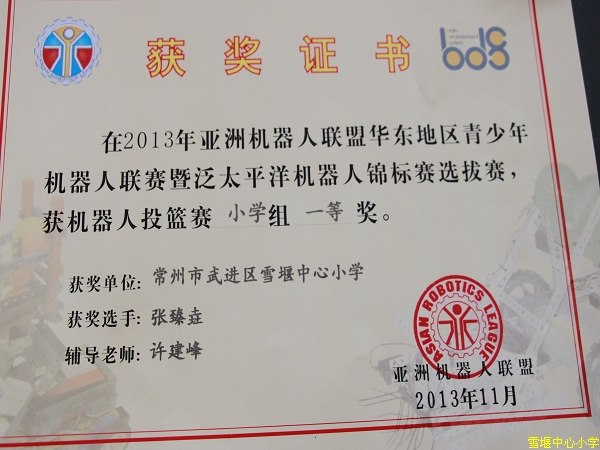 获奖证书
在2013年亚洲机器人联盟华东地区青少年
机器人联赛暨泛太平洋机器人锦标赛选拔赛，
获机器人投篮赛 小学组 一等 奖。
获奖单位: 常州市武进区雪堰中心小学
获奖选手: 张臻垚
辅导老师: 许建峰
ASIAN ROBOTICS LEAGUE
亚洲机器人联盟
2013年11月
雪堰中心小学